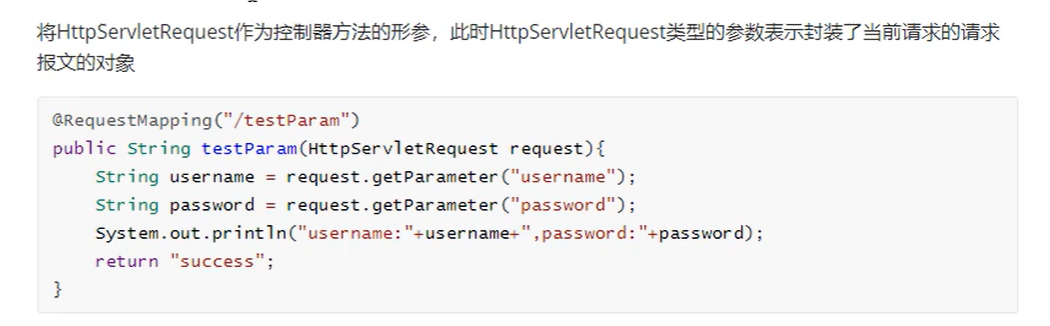 将HttpServletRequest作为控制器方法的形参，此时HttpServletRequest类型的参数表示封装了当前请求的请求
报文的对象
@RequestMapping("/testParam")
public String testParam(HttpServletRequest request){
    String username = request.getParameter("username");
    String password = request.getParameter("password");
    System.out.println("username:"+username+",password:"+password);
    return "success";
}